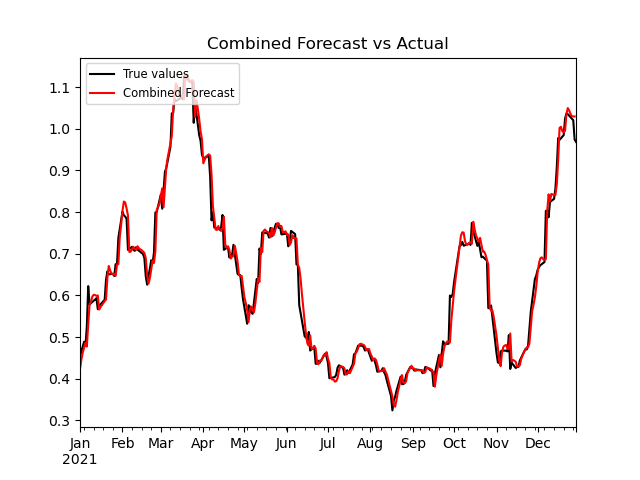 Combined Forecast vs Actual
True values
Combined Forecast
1.1
1.0
0.9
0.8
0.7
0.6
0.5
0.4
0.3
Jan Feb Mar Apr May Jun Jul Aug Sep Oct Nov Dec
2021